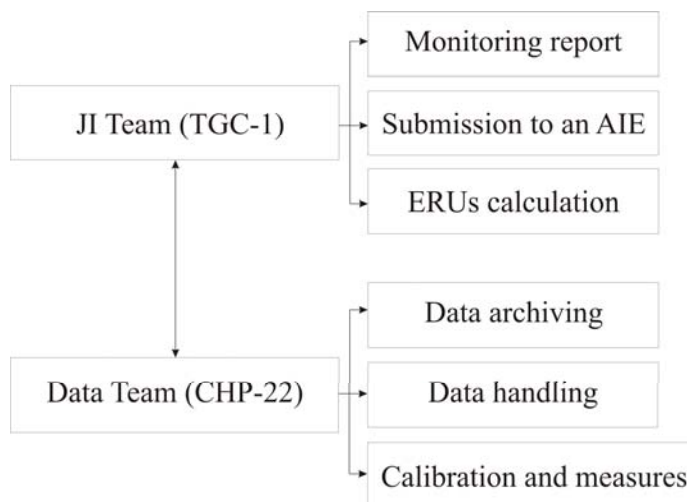 Monitoring report
JI Team (TGC-1)
Submission to an AIE
ERUs calculation
Data archiving
Data Team (CHP-22)
Data handling
Calibration and measures